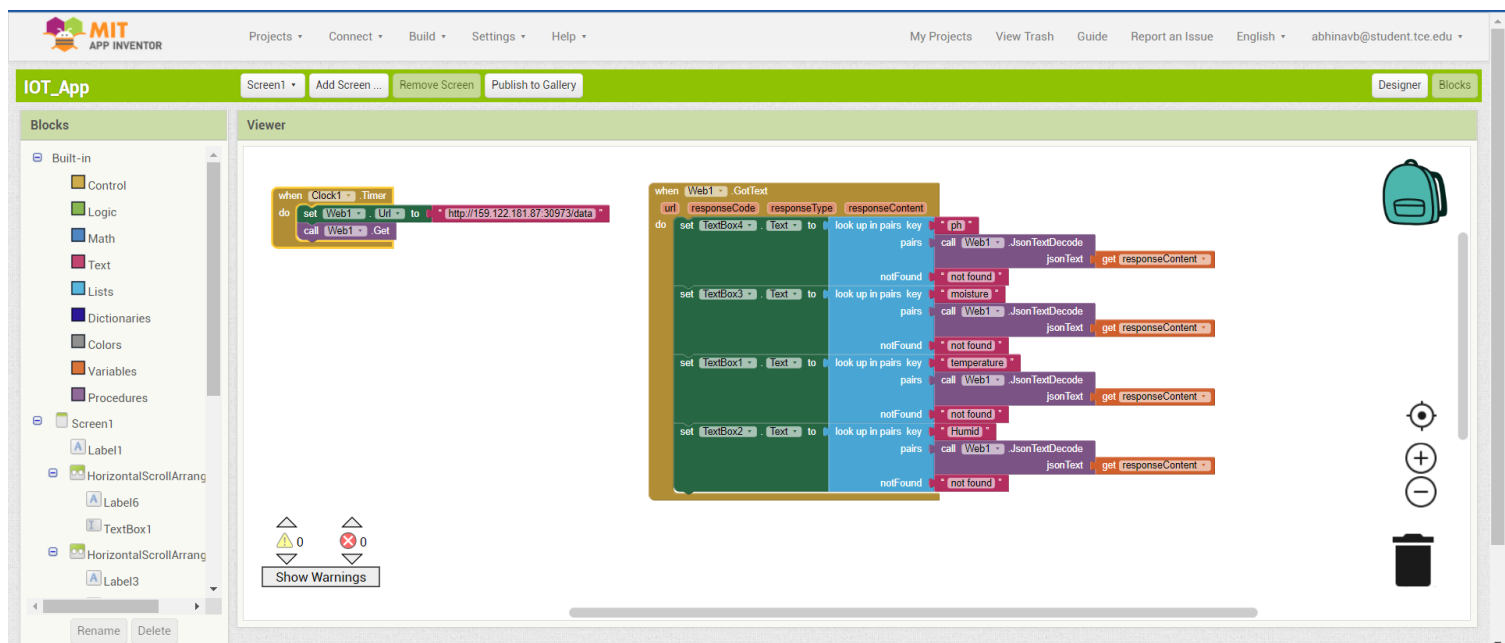 MIT
APP INVENTOR
Projects Connect Build Settings Help My Projects View Trash Guide Report an Issue English abhinavb@student.tce.edu
IOT_App Screen1 Add Screen ... Remove Screen Publish to Gallery Designer Blocks
Blocks Viewer
Built-in
Control
Logic
Math
Text
Lists
Dictionaries
Colors
Variables
Procedures
Screen1
Label1
HorizontalScrollArrang
Label6
TextBox1
HorizontalScrollArrang
Label3
Rename Delete
when Clock1 .Timer
do set Web1 . Url to " http://159.122.181.87:30973/data "
call Web1 .Get
when Web1 .GotText
url responseCode responseType responseContent
do set TextBox4 . Text to look up in pairs key " ph "
pairs call Web1 .JsonTextDecode
jsonText get responseContent
notFound " not found "
set TextBox3 . Text to look up in pairs key " moisture "
pairs call Web1 .JsonTextDecode
jsonText get responseContent
notFound " not found "
set TextBox1 . Text to look up in pairs key " temperature "
pairs call Web1 .JsonTextDecode
jsonText get responseContent
notFound " not found "
set TextBox2 . Text to look up in pairs key " Humid "
pairs call Web1 .JsonTextDecode
jsonText get responseContent
notFound " not found "
0 0
Show Warnings